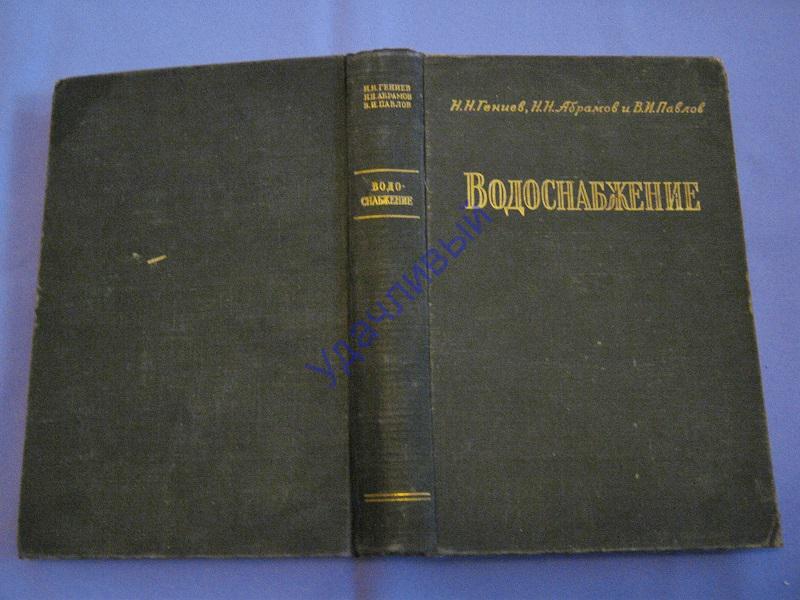 Н.Н.ГЕНИЕВ
Н.Н.АБРАМОВ
В.И.ПАВЛОВ
ВОДО-
СНАБЖЕНИЕ
Н.Н.Гениев, Н.Н.Абрамов и В.И.Павлов
ВОДОСНАБЖЕНИЕ
Удачливый